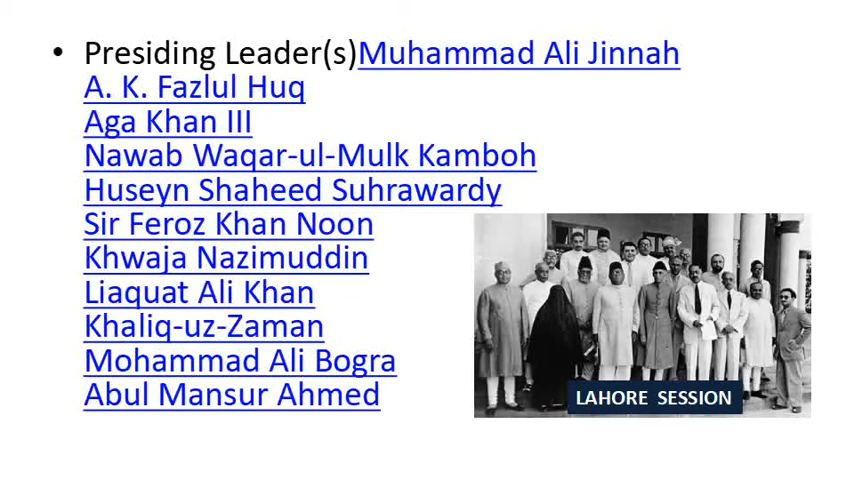 • Presiding Leader(s)Muhammad Ali Jinnah
A. K. Fazlul Huq
Aga Khan III
Nawab Waqar-ul-Mulk Kamboh
Huseyn Shaheed Suhrawardy
Sir Feroz Khan Noon
Khwaja Nazimuddin
Liaquat Ali Khan
Khaliq-uz-Zaman
Mohammad Ali Bogra
Abul Mansur Ahmed
LAHORE SESSION